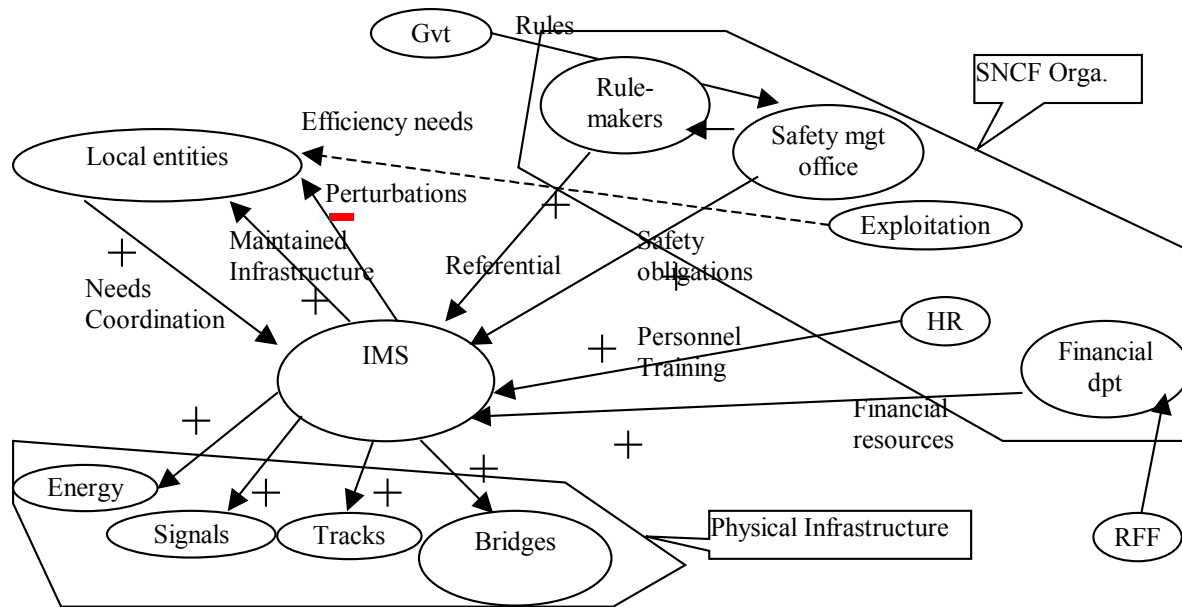 Gvt
Rules
SNCF Orga.
Rule-
makers
Safety mgt
office
Efficiency needs
Local entities
Perturbations
Exploitation
Maintained
Infrastructure
Referential
Safety
obligations
Needs
Coordination
HR
IMS
Personnel
Training
Financial
dpt
Financial
resources
Energy
Signals
Tracks
Bridges
Physical Infrastructure
RFF